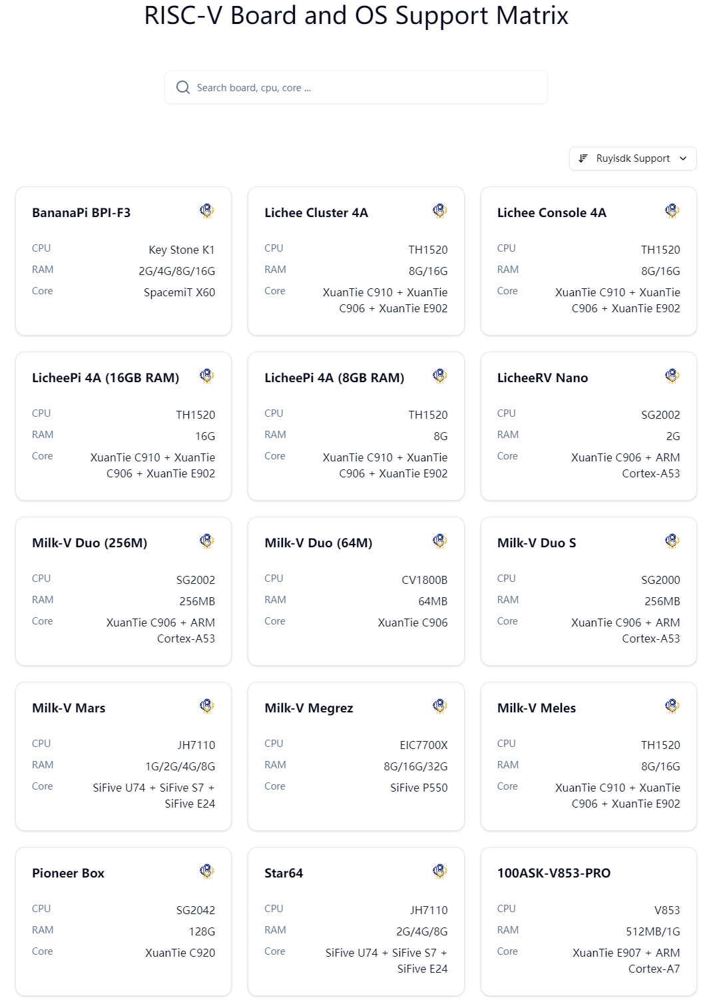 RISC-V Board and OS Support Matrix
Search board, cpu, core ...
Ruyisdk Support
BananaPi BPI-F3
CPU Key Stone K1
RAM 2G/4G/8G/16G
Core SpacemiT X60
Lichee Cluster 4A
CPU TH1520
RAM 8G/16G
Core XuanTie C910 + XuanTie
C906 + XuanTie E902
Lichee Console 4A
CPU TH1520
RAM 8G/16G
Core XuanTie C910 + XuanTie
C906 + XuanTie E902
LicheePi 4A (16GB RAM)
CPU TH1520
RAM 16G
Core XuanTie C910 + XuanTie
C906 + XuanTie E902
LicheePi 4A (8GB RAM)
CPU TH1520
RAM 8G
Core XuanTie C910 + XuanTie
C906 + XuanTie E902
LicheeRV Nano
CPU SG2002
RAM 2G
Core XuanTie C906 + ARM
Cortex-A53
Milk-V Duo (256M)
CPU SG2002
RAM 256MB
Core XuanTie C906 + ARM
Cortex-A53
Milk-V Duo (64M)
CPU CV1800B
RAM 64MB
Core XuanTie C906
Milk-V Duo S
CPU SG2000
RAM 256MB
Core XuanTie C906 + ARM
Cortex-A53
Milk-V Mars
CPU JH7110
RAM 1G/2G/4G/8G
Core SiFive U74 + SiFive S7 +
SiFive E24
Milk-V Megrez
CPU EIC7700X
RAM 8G/16G/32G
Core SiFive P550
Milk-V Meles
CPU TH1520
RAM 8G/16G
Core XuanTie C910 + XuanTie
C906 + XuanTie E902
Pioneer Box
CPU SG2042
RAM 128G
Core XuanTie C920
Star64
CPU JH7110
RAM 2G/4G/8G
Core SiFive U74 + SiFive S7 +
SiFive E24
100ASK-V853-PRO
CPU V853
RAM 512MB/1G
Core XuanTie E907 + ARM
Cortex-A7